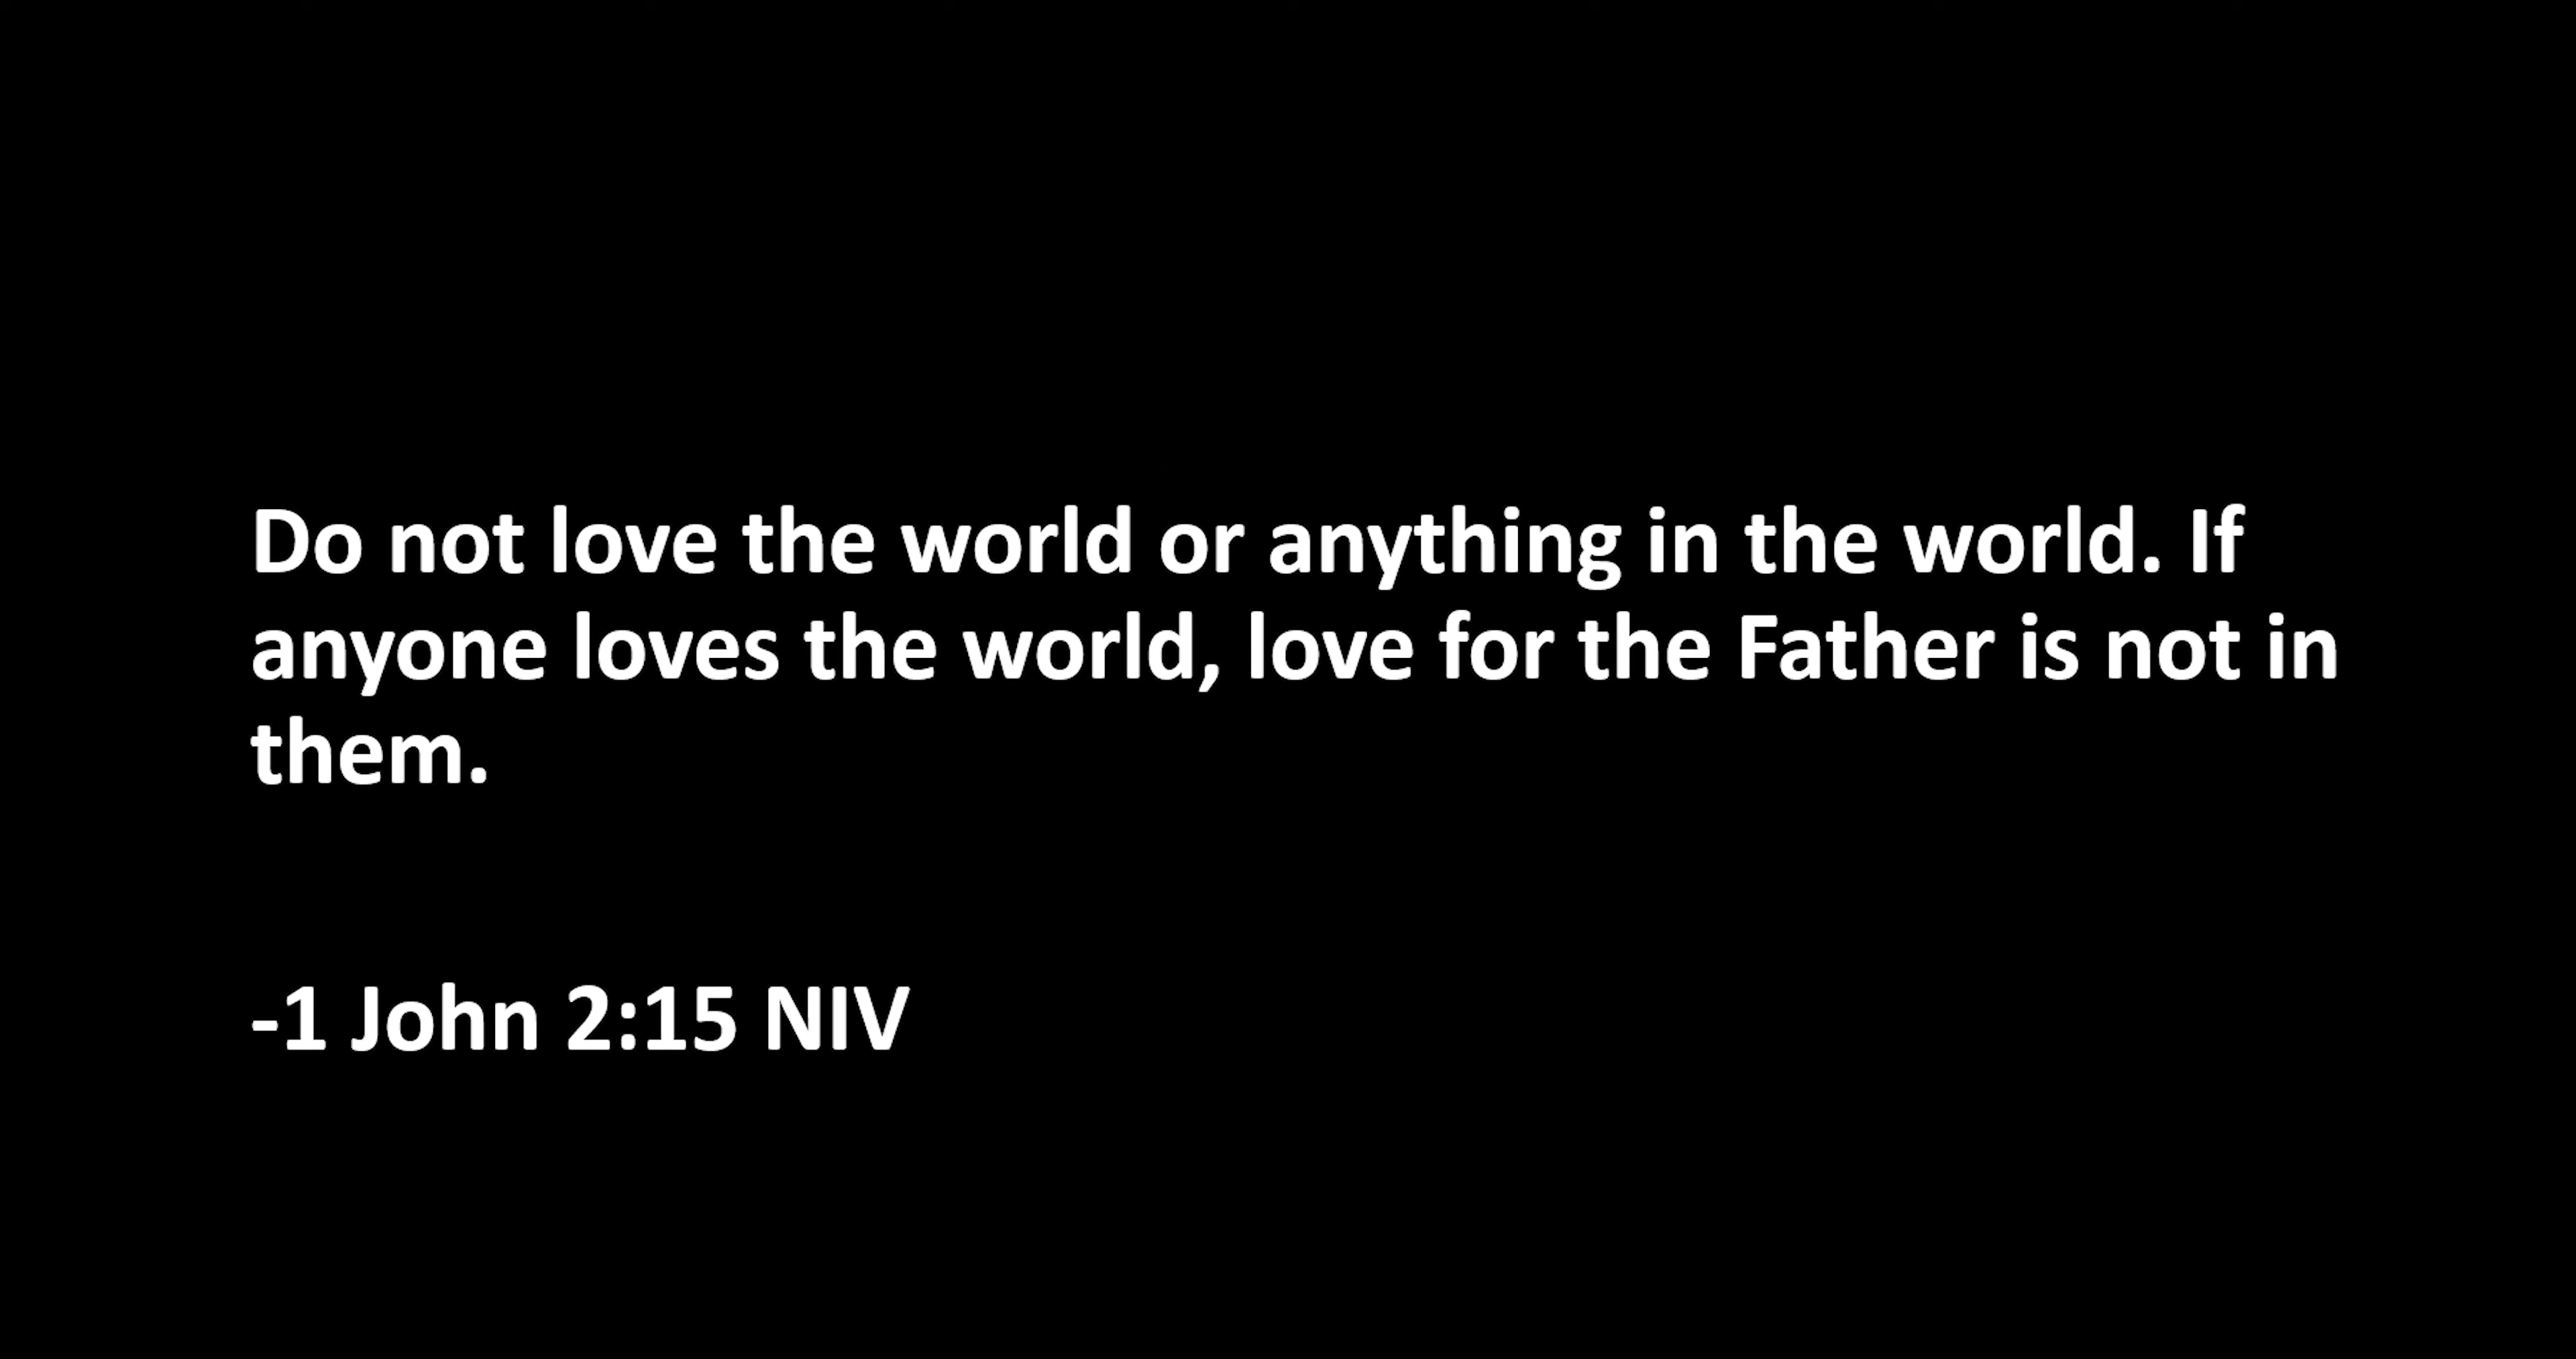 Do not love the world or anything in the world. If
anyone loves the world, love for the Father is not in
them.
-1 John 2:15 NIV